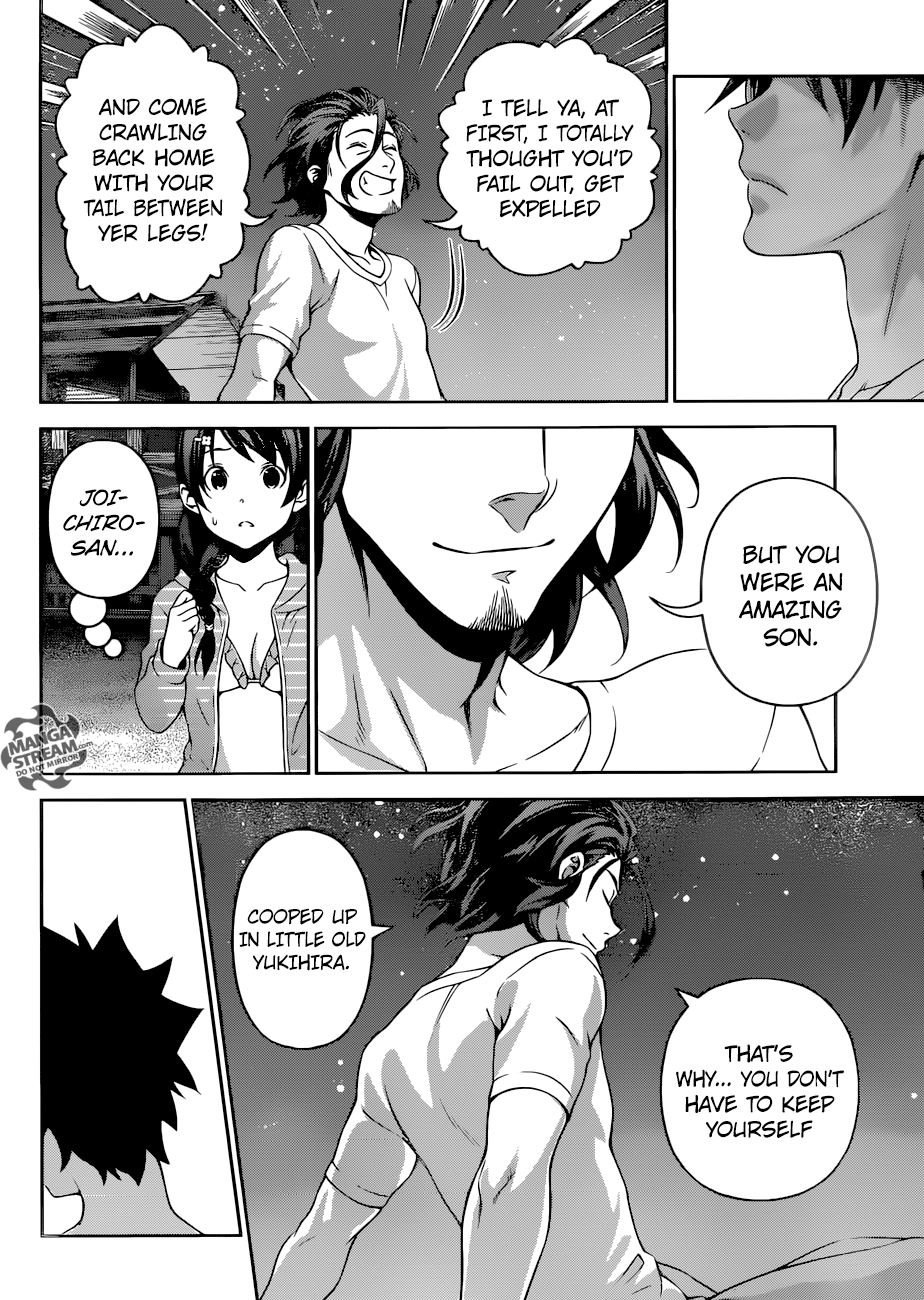 I TELL YA, AT
FIRST, I TOTALLY
THOUGHT YOU'D
FAIL OUT, GET
EXPELLED
AND COME
CRAWLING
BACK HOME
WITH YOUR
TAIL BETWEEN
YER LEGS!
BUT YOU
WERE AN
AMAZING
SON.
JOI-
CHIRO-
SAN...
MANGA
STREAM.com
DO NOT MIRROR
THAT'S
WHY... YOU DON'T
HAVE TO KEEP
YOURSELF
COOPED UP
IN LITTLE OLD
YUKIHIRA.